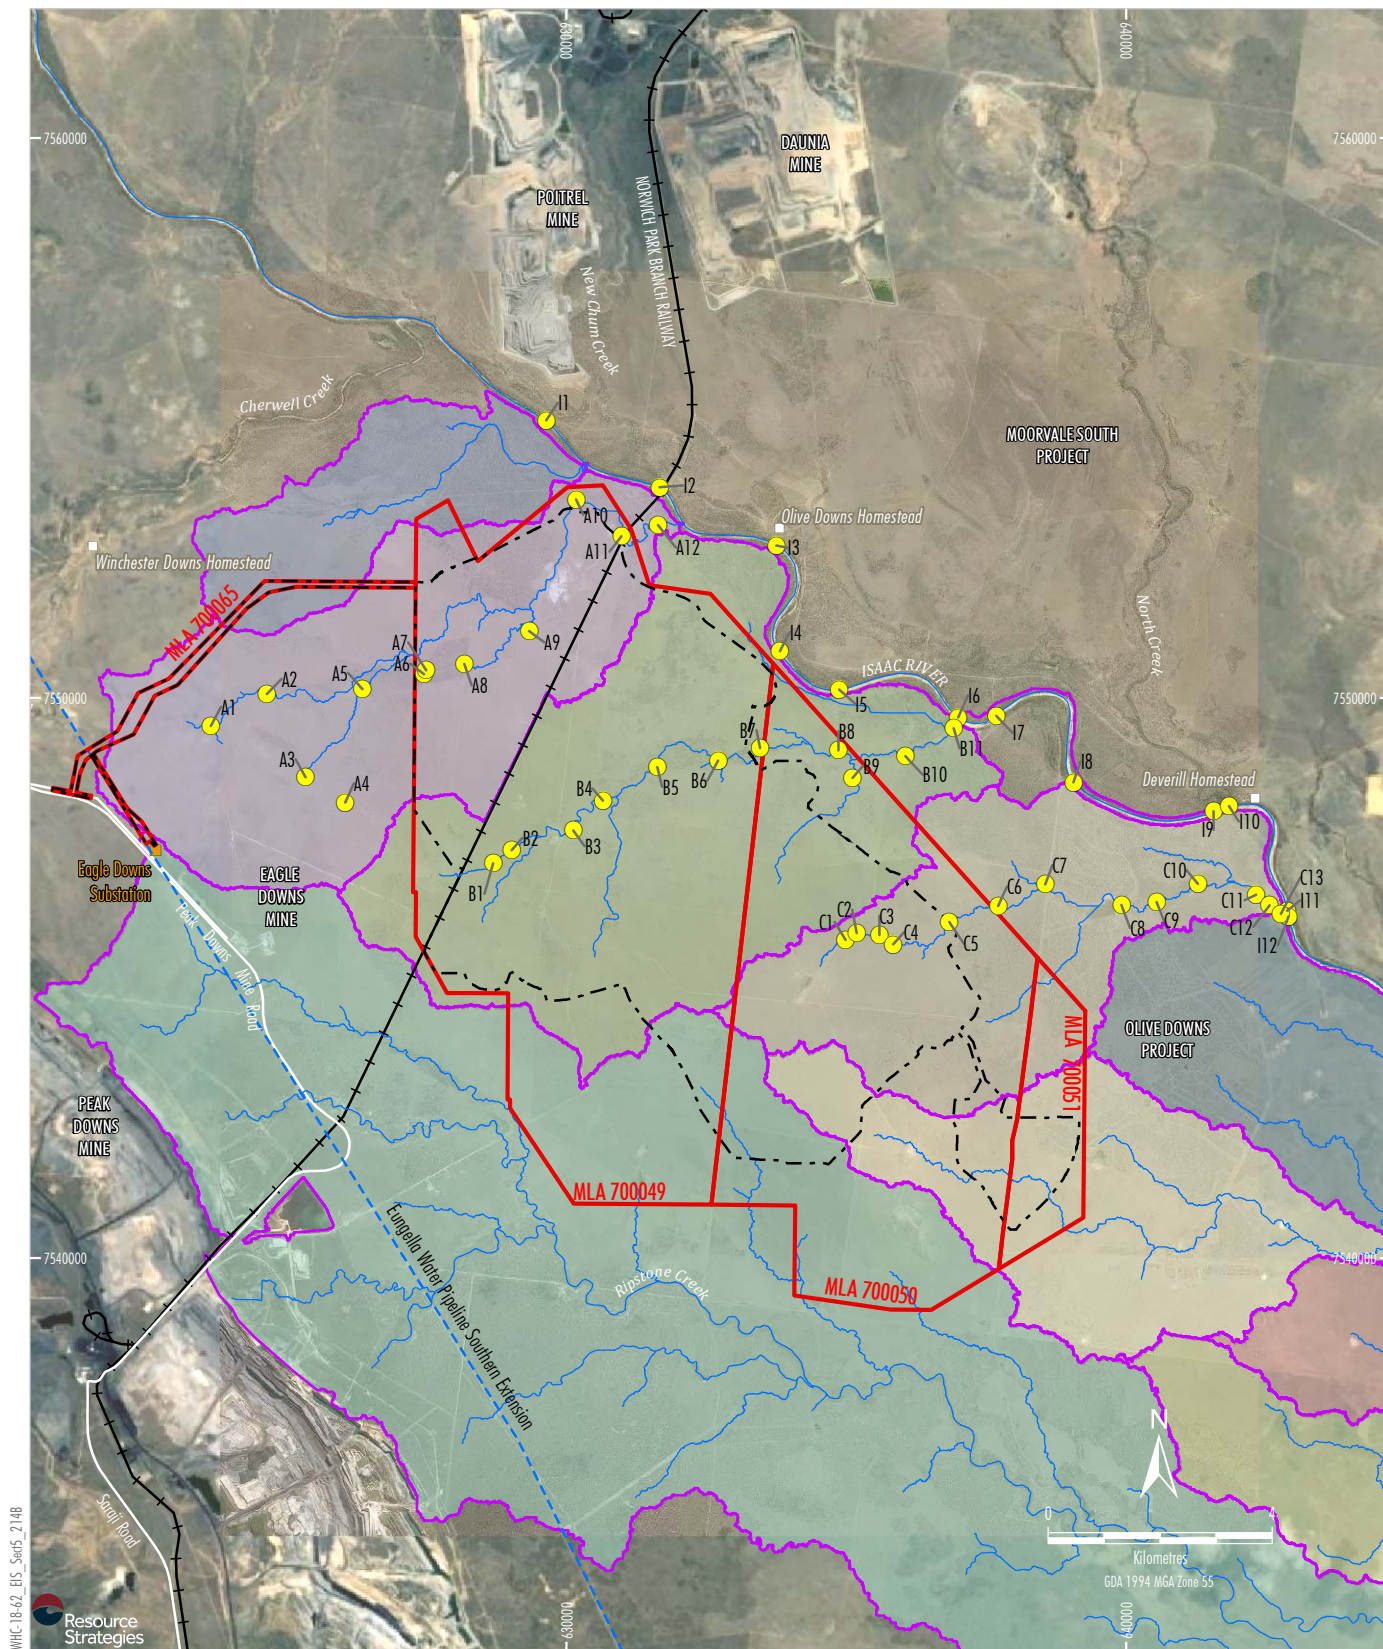 630000
640000
7560000
7560000
DAUNIA
MINE
POITREL
MINE
NORWICH PARK BRANCH RAILWAY
New Chum Creek
Cherwell Creek
I1
MOORVALE SOUTH
PROJECT
I2
A10
Olive Downs Homestead
A11
A12
I3
Winchester Downs Homestead
MLA 700065
North Creek
A7
A6
A9
I4
A5
A8
ISAAC RIVER
A2
7550000
7550000
A1
I5
I6
I7
B7
B8
B11
A3
B6
B9
B10
I8
Deverill Homestead
A4
B4
B5
I9
I10
B2
B3
Eagle Downs
Substation
EAGLE
DOWNS
MINE
B1
C7
C10
C13
C6
C11
I11
C2
C3
C1
C4
C5
C8
C9
C12
I12
Peak Downs Mine Road
MLA 700051
OLIVE DOWNS
PROJECT
PEAK
DOWNS
MINE
MLA 700049
Eungella Water Pipeline Southern Extension
7540000
7540000
Ripstone Creek
MLA 700050
N
Saraji Road
0
4
Kilometres
GDA 1994 MGA Zone 55
WHC-18-62_EIS_Sect5_214B
Resource
Strategies
630000
640000